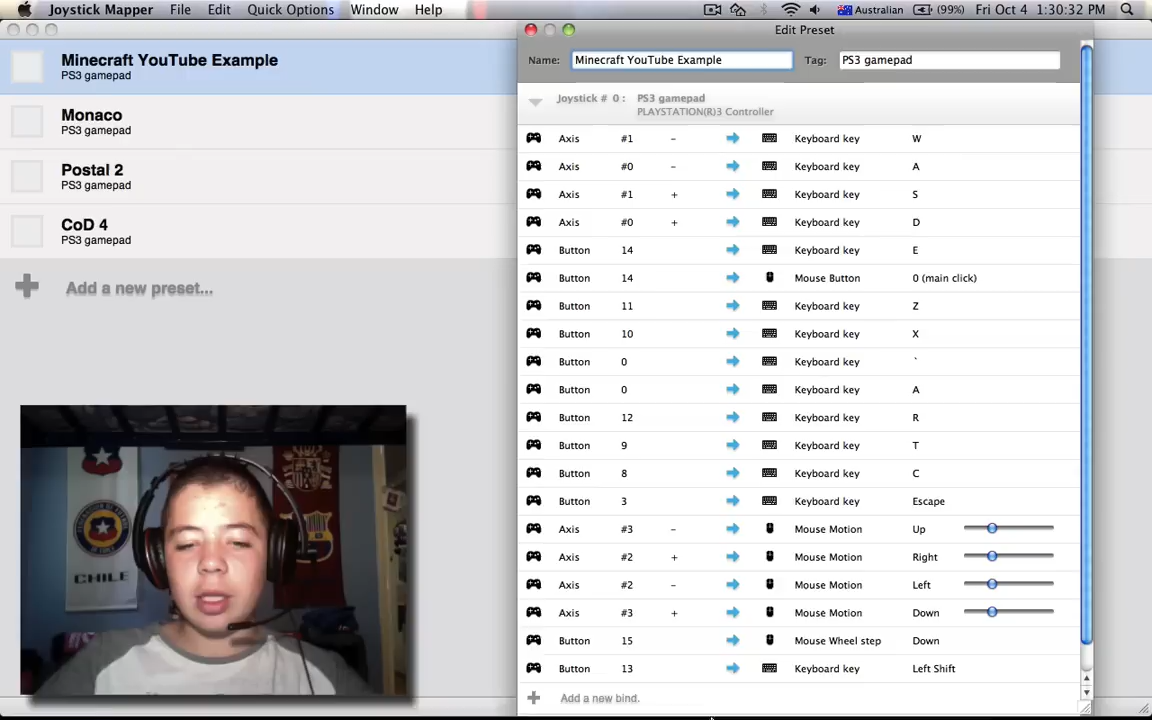 Joystick Mapper File Edit Quick Options Window Help Australian (99%) Fri Oct 4 1:30:32 PM
Minecraft YouTube Example
PS3 gamepad
Monaco
PS3 gamepad
Postal 2
PS3 gamepad
CoD 4
PS3 gamepad
Add a new preset...
Edit Preset
Name: Minecraft YouTube Example Tag: PS3 gamepad
Joystick # 0 : PS3 gamepad
PLAYSTATION(R)3 Controller
Axis #1 - Keyboard key W
Axis #0 - Keyboard key A
Axis #1 + Keyboard key S
Axis #0 + Keyboard key D
Button 14 Keyboard key E
Button 14 Mouse Button 0 (main click)
Button 11 Keyboard key Z
Button 10 Keyboard key X
Button 0 Keyboard key `
Button 0 Keyboard key A
Button 12 Keyboard key R
Button 9 Keyboard key T
Button 8 Keyboard key C
Button 3 Keyboard key Escape
Axis #3 - Mouse Motion Up
Axis #2 + Mouse Motion Right
Axis #2 - Mouse Motion Left
Axis #3 + Mouse Motion Down
Button 15 Mouse Wheel step Down
Button 13 Keyboard key Left Shift
Add a new bind.
CHILE